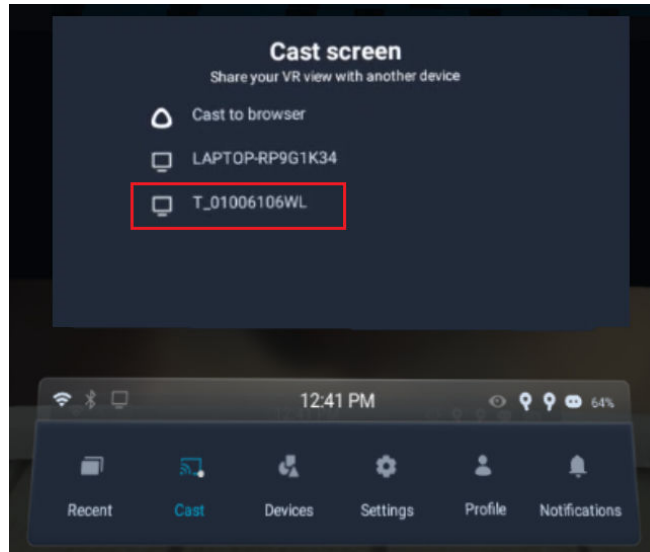 Cast screen
Share your VR view with another device
Cast to browser
LAPTOP-RP9G1K34
T_01006106WL
12:41 PM
64%
Recent Cast Devices Settings Profile Notifications